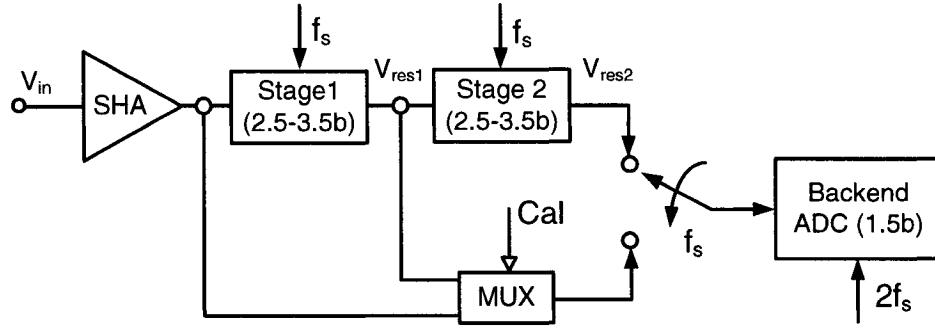 f_s
f_s
V_in
SHA
Stage1
(2.5-3.5b)
V_res1
Stage 2
(2.5-3.5b)
V_res2
Backend
ADC (1.5b)
f_s
2f_s
Cal
MUX